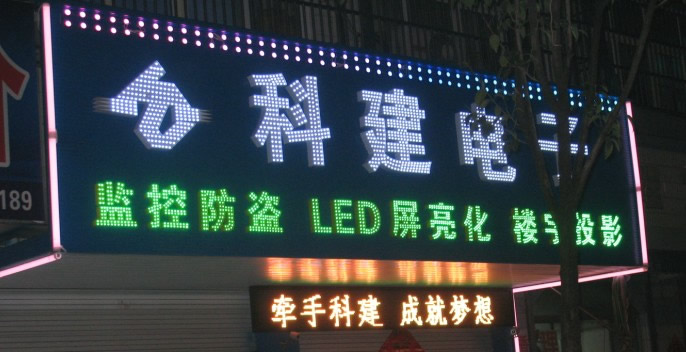 科建电子
监控防盗 LED屏亮化 楼宇投影
牵手科建 成就梦想
189